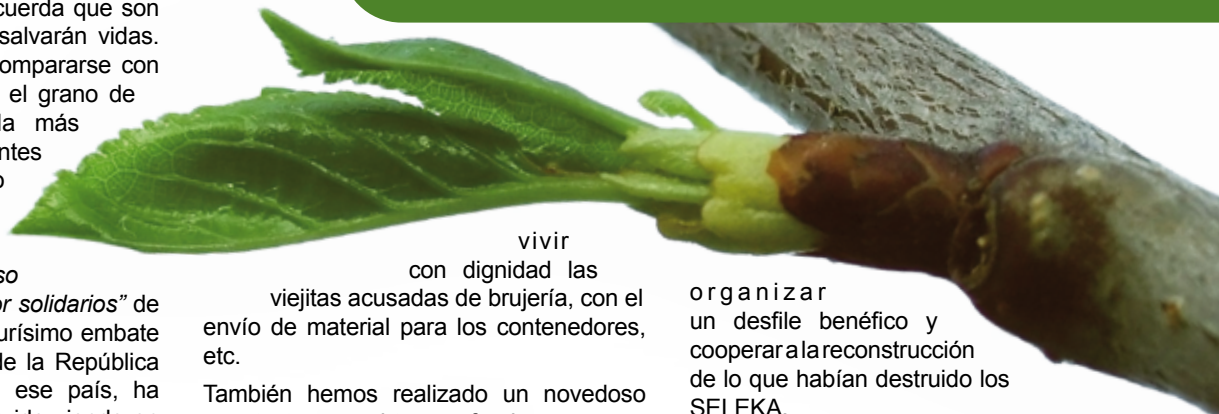 cuerda que son
salvarán vidas.
ompararse con
el grano de
la más
ntes
o
so
or solidarios” de
urísimo embate
de la República
ese país, ha
vivir
con dignidad las
viejitas acusadas de brujería, con el
envío de material para los contenedores,
etc.
También hemos realizado un novedoso
organizar
un desfile benéfico y
cooperar a la reconstrucción
de lo que habían destruido los
SELEKA.